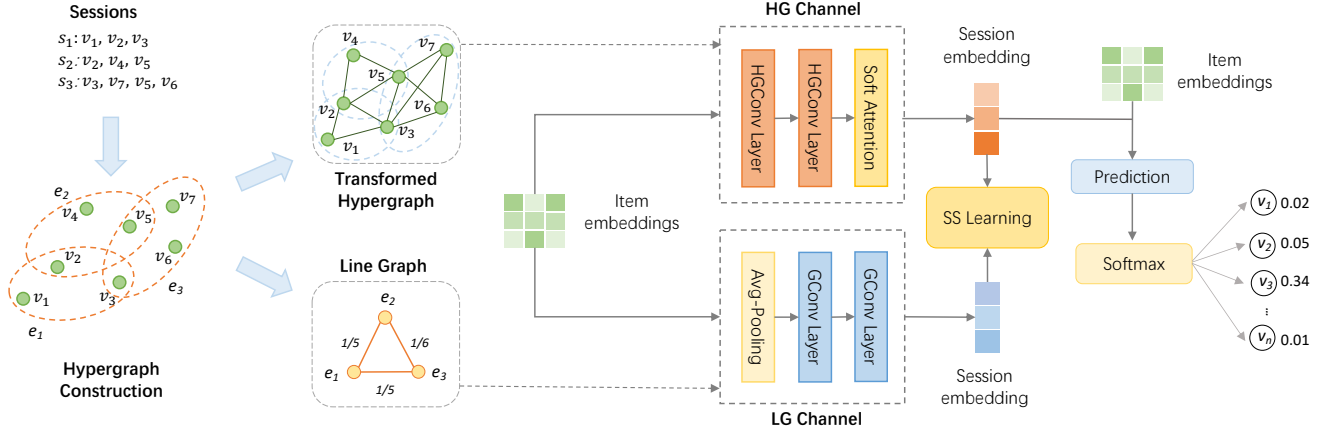 Sessions
s1: v1, v2, v3
s2: v2, v4, v5
s3: v3, v7, v5, v6
e2
v4
v5
v7
v2
v6
v1
v3
e3
e1
Hypergraph
Construction
v4
v7
v5
v2
v6
v3
v1
Transformed
Hypergraph
Line Graph
e2
1/5
1/6
e1
e3
1/5
Item
embeddings
HG Channel
HGConv Layer
HGConv Layer
Soft Attention
Avg-Pooling
GConv Layer
GConv Layer
LG Channel
Session
embedding
SS Learning
Session
embedding
Item
embeddings
Prediction
Softmax
v1 0.02
v2 0.05
v3 0.34
...
vn 0.01